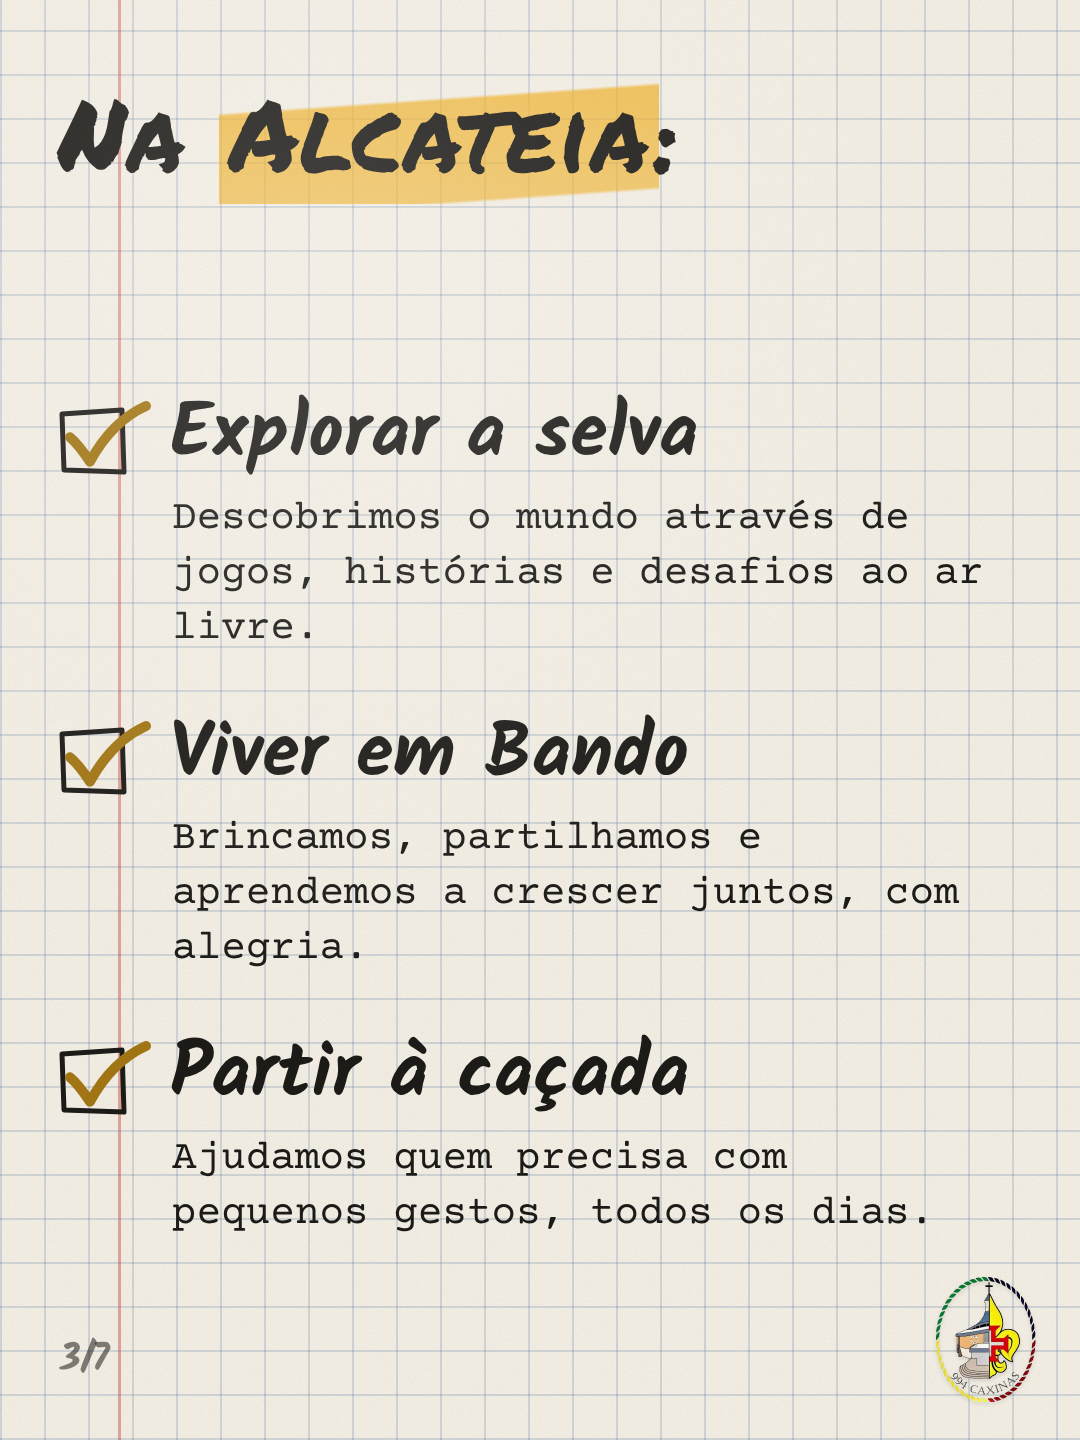 Na Alcateia:
Explorar a selva
Descobrimos o mundo através de
jogos, histórias e desafios ao ar
livre.
Viver em Bando
Brincamos, partilhamos e
aprendemos a crescer juntos, com
alegria.
Partir à caçada
Ajudamos quem precisa com
pequenos gestos, todos os dias.
3/7
994 CAXINAS